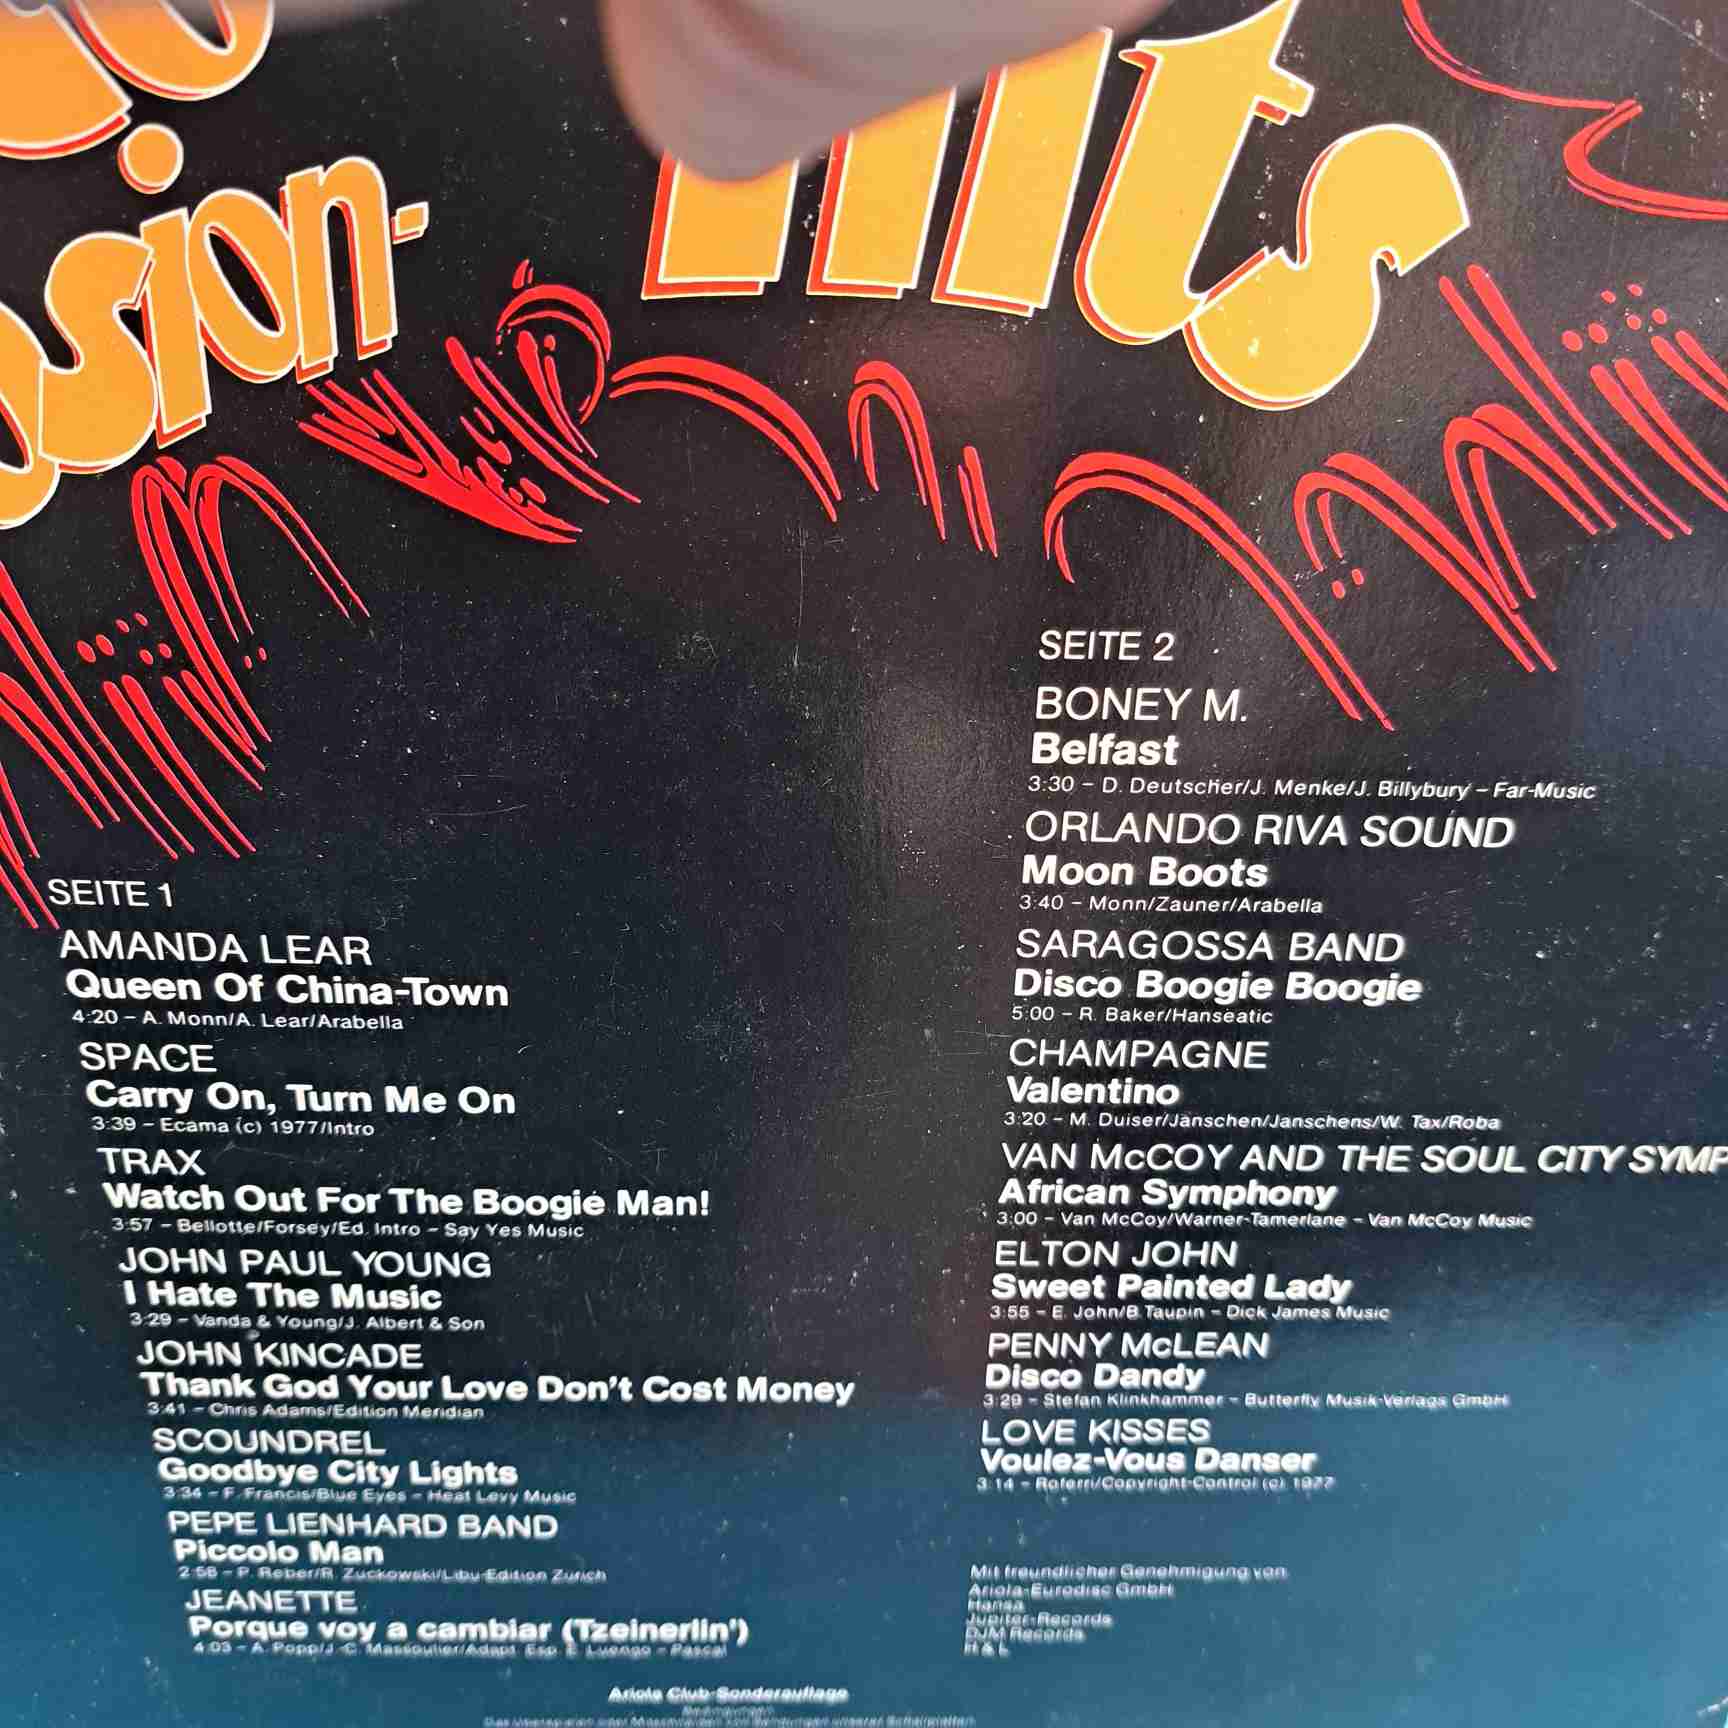 sion-
Hits
SEITE 1
AMANDA LEAR
Queen Of China-Town
4:20 – A. Monn/A. Lear/Arabella
SPACE
Carry On, Turn Me On
3:39 – Ecama (c) 1977/Intro
TRAX
Watch Out For The Boogie Man!
3:57 – Bellotte/Forsey/Ed. Intro – Say Yes Music
JOHN PAUL YOUNG
I Hate The Music
3:29 – Vanda & Young/J. Albert & Son
JOHN KINCADE
Thank God Your Love Don't Cost Money
3:41 – Chris Adams/Edition Meridian
SCOUNDREL
Goodbye City Lights
3:34 – F. Francis/Blue Eyes – Heat Levy Music
PEPE LIENHARD BAND
Piccolo Man
2:58 – P. Reber/R. Zuckowski/Libu-Edition Zürich
JEANETTE
Porque voy a cambiar (Tzeinerlin')
4:03 – A. Popp/J.-C. Massoulier/Adapt. Esp. E. Luengo – Pascal
SEITE 2
BONEY M.
Belfast
3:30 – D. Deutscher/J. Menke/J. Billybury – Far-Music
ORLANDO RIVA SOUND
Moon Boots
3:40 – Monn/Zauner/Arabella
SARAGOSSA BAND
Disco Boogie Boogie
5:00 – R. Baker/Hanseatic
CHAMPAGNE
Valentino
3:20 – M. Duiser/Janschen/Janschens/W. Tax/Roba
VAN McCOY AND THE SOUL CITY SYMP
African Symphony
3:00 – Van McCoy/Warner-Tamerlane – Van McCoy Music
ELTON JOHN
Sweet Painted Lady
3:55 – E. John/B. Taupin – Dick James Music
PENNY McLEAN
Disco Dandy
3:29 – Stefan Klinkhammer – Butterfly Musik-Verlags GmbH
LOVE KISSES
Voulez-Vous Danser
3:14 – Roferri/Copyright-Control (c) 1977
Mit freundlicher Genehmigung von
Ariola-Eurodisc GmbH
Hansa
Jupiter-Records
DJM Records
H & L
Ariola Club-Sonderauflage